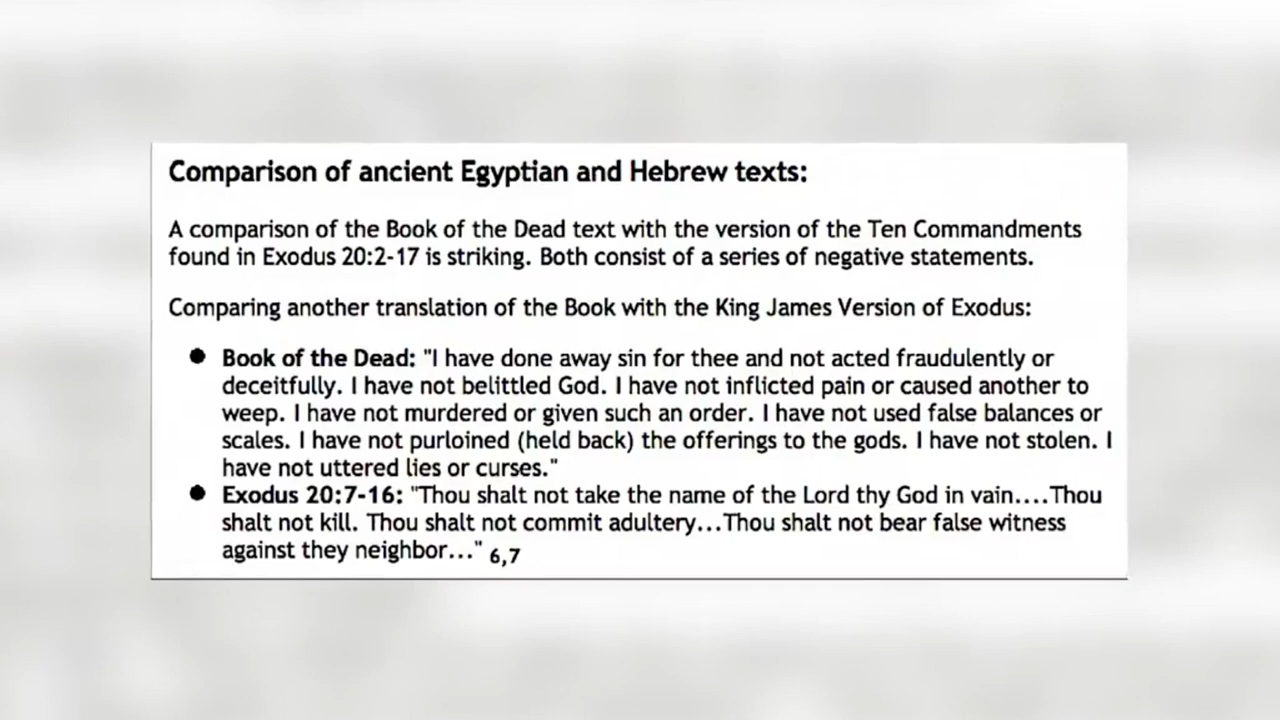 Comparison of ancient Egyptian and Hebrew texts:
A comparison of the Book of the Dead text with the version of the Ten Commandments
found in Exodus 20:2-17 is striking. Both consist of a series of negative statements.
Comparing another translation of the Book with the King James Version of Exodus:
● Book of the Dead: "I have done away sin for thee and not acted fraudulently or
deceitfully. I have not belittled God. I have not inflicted pain or caused another to
weep. I have not murdered or given such an order. I have not used false balances or
scales. I have not purloined (held back) the offerings to the gods. I have not stolen. I
have not uttered lies or curses."
● Exodus 20:7-16: "Thou shalt not take the name of the Lord thy God in vain....Thou
shalt not kill. Thou shalt not commit adultery...Thou shalt not bear false witness
against they neighbor..." 6,7